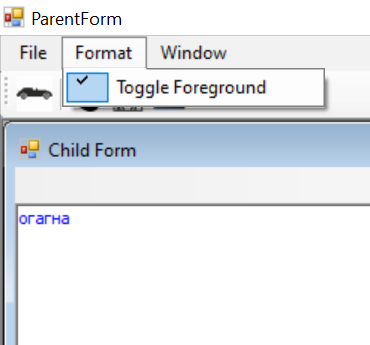 ParentForm
File Format Window
Toggle Foreground
Child Form
огагна